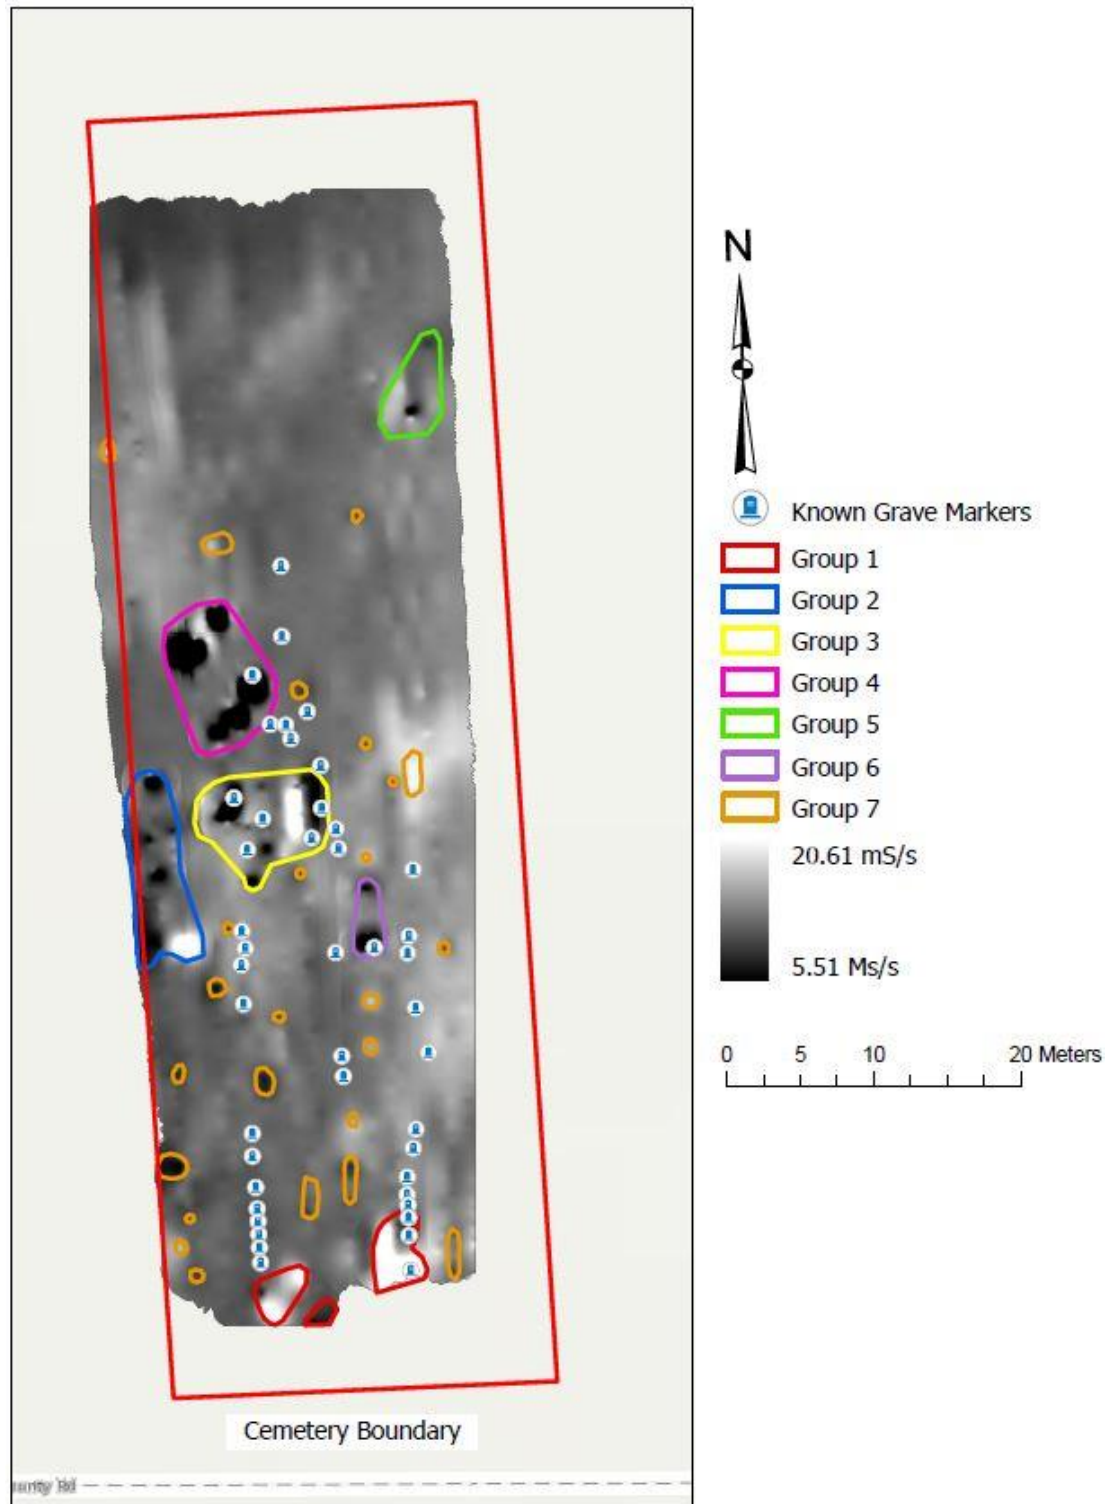 N
Known Grave Markers
Group 1
Group 2
Group 3
Group 4
Group 5
Group 6
Group 7
20.61 mS/s
5.51 Ms/s
0 5 10 20 Meters
Cemetery Boundary
Rd